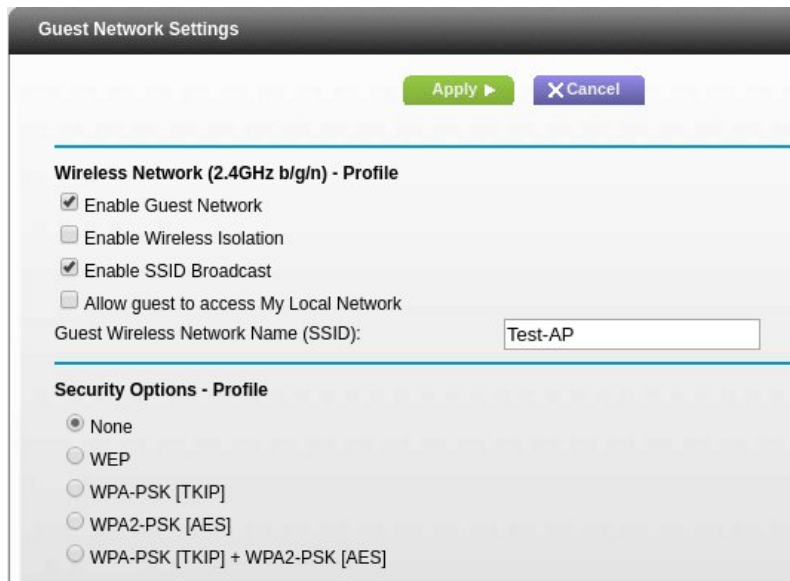 Guest Network Settings
Apply
Cancel
Wireless Network (2.4GHz b/g/n) - Profile
Enable Guest Network
Enable Wireless Isolation
Enable SSID Broadcast
Allow guest to access My Local Network
Guest Wireless Network Name (SSID): Test-AP
Security Options - Profile
None
WEP
WPA-PSK [TKIP]
WPA2-PSK [AES]
WPA-PSK [TKIP] + WPA2-PSK [AES]